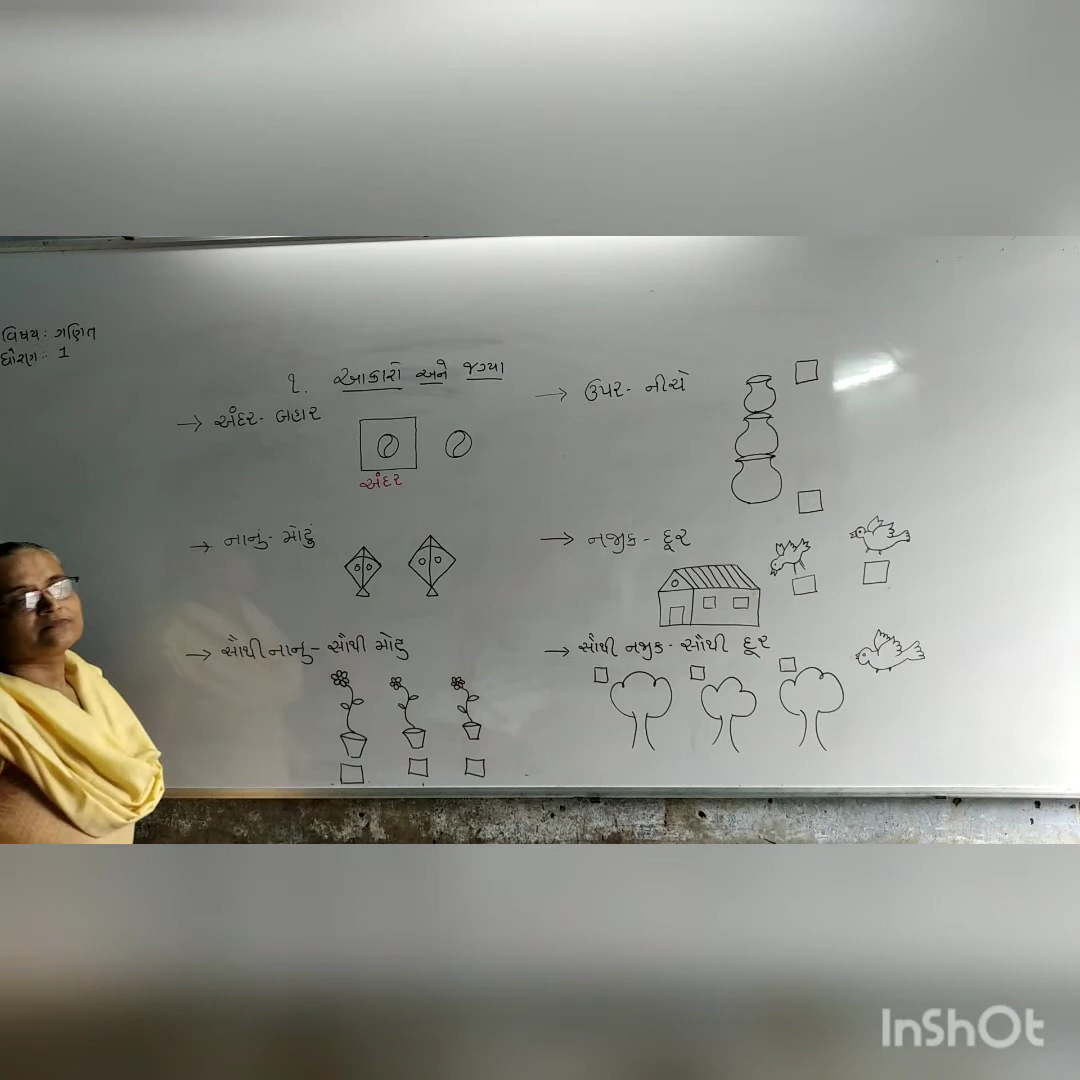 વિષય: ગણિત
ધોરણ: 1
૧. આકારો અને જગ્યા
→ અંદર - બહાર
અંદર
→ નાનું - મોટું
→ સૌથી નાનુ - સૌથી મોટુ
→ ઉપર - નીચે
→ નજીક - દૂર
→ સૌથી નજીક - સૌથી દૂર
InShOt